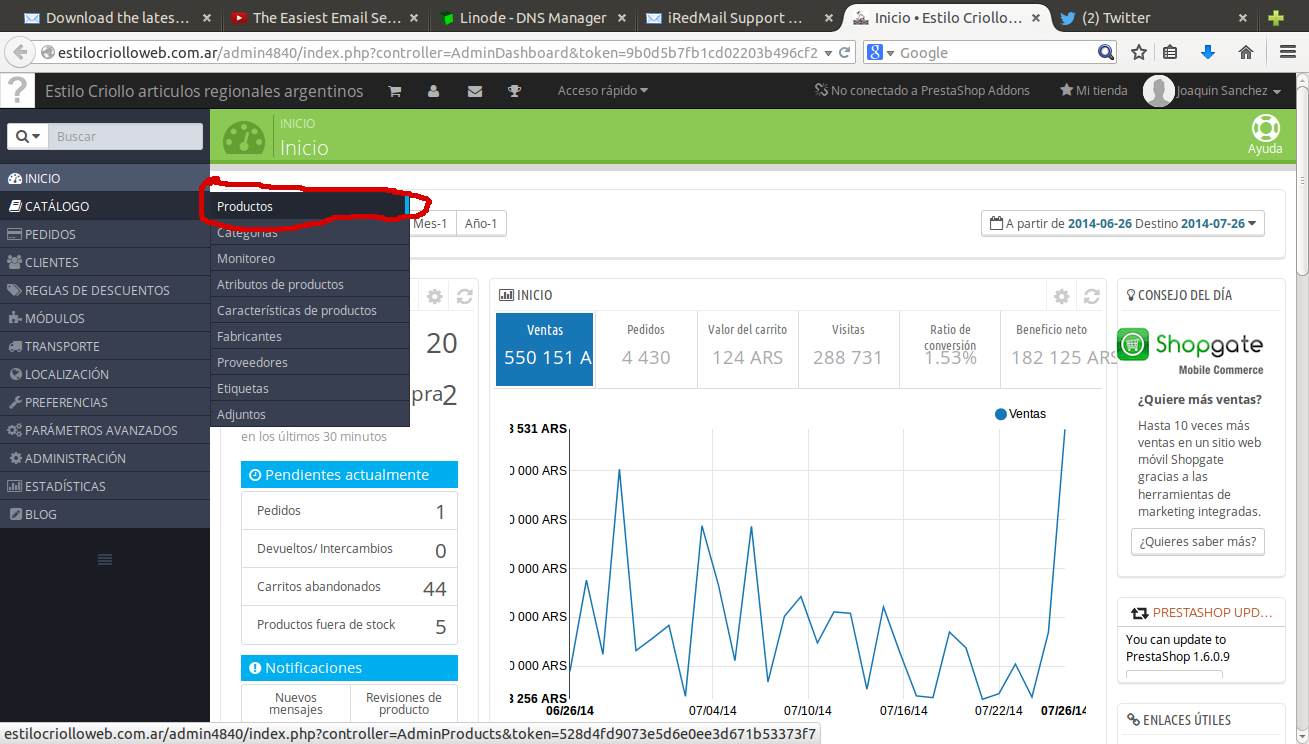 Download the lates...
The Easiest Email Se...
Linode - DNS Manager
iRedMail Support ...
Inicio • Estilo Criollo...
(2) Twitter
estilocriolloweb.com.ar/admin4840/index.php?controller=AdminDashboard&token=9b0d5b7fb1cd02203b496cf2
Google
Estilo Criollo articulos regionales argentinos
Acceso rápido
No conectado a PrestaShop Addons
Mi tienda
Joaquin Sanchez
Buscar
INICIO
Inicio
Ayuda
INICIO
CATÁLOGO
PEDIDOS
CLIENTES
REGLAS DE DESCUENTOS
MÓDULOS
TRANSPORTE
LOCALIZACIÓN
PREFERENCIAS
PARÁMETROS AVANZADOS
ADMINISTRACIÓN
ESTADÍSTICAS
BLOG
Productos
Categorías
Monitoreo
Atributos de productos
Características de productos
Fabricantes
Proveedores
Etiquetas
Adjuntos
Mes-1
Año-1
A partir de 2014-06-26 Destino 2014-07-26
20
pra 2
en los últimos 30 minutos
Pendientes actualmente
Pedidos 1
Devueltos/ Intercambios 0
Carritos abandonados 44
Productos fuera de stock 5
Notificaciones
Nuevos mensajes
Revisiones de producto
INICIO
Ventas
550 151 A
Pedidos
4 430
Valor del carrito
124 ARS
Visitas
288 731
Ratio de conversión
1.53%
Beneficio neto
182 125 ARS
Ventas
3 531 ARS
0 000 ARS
0 000 ARS
0 000 ARS
0 000 ARS
0 000 ARS
3 256 ARS
06/26/14
07/04/14
07/10/14
07/16/14
07/22/14
07/26/14
CONSEJO DEL DÍA
Shopgate
Mobile Commerce
¿Quiere más ventas?
Hasta 10 veces más
ventas en un sitio web
móvil Shopgate
gracias a las
herramientas de
marketing integradas.
¿Quieres saber más?
PRESTASHOP UPD...
You can update to
PrestaShop 1.6.0.9
ENLACES ÚTILES
estilocriolloweb.com.ar/admin4840/index.php?controller=AdminProducts&token=528d4fd9073e5d6e0ee3d671b53373f7